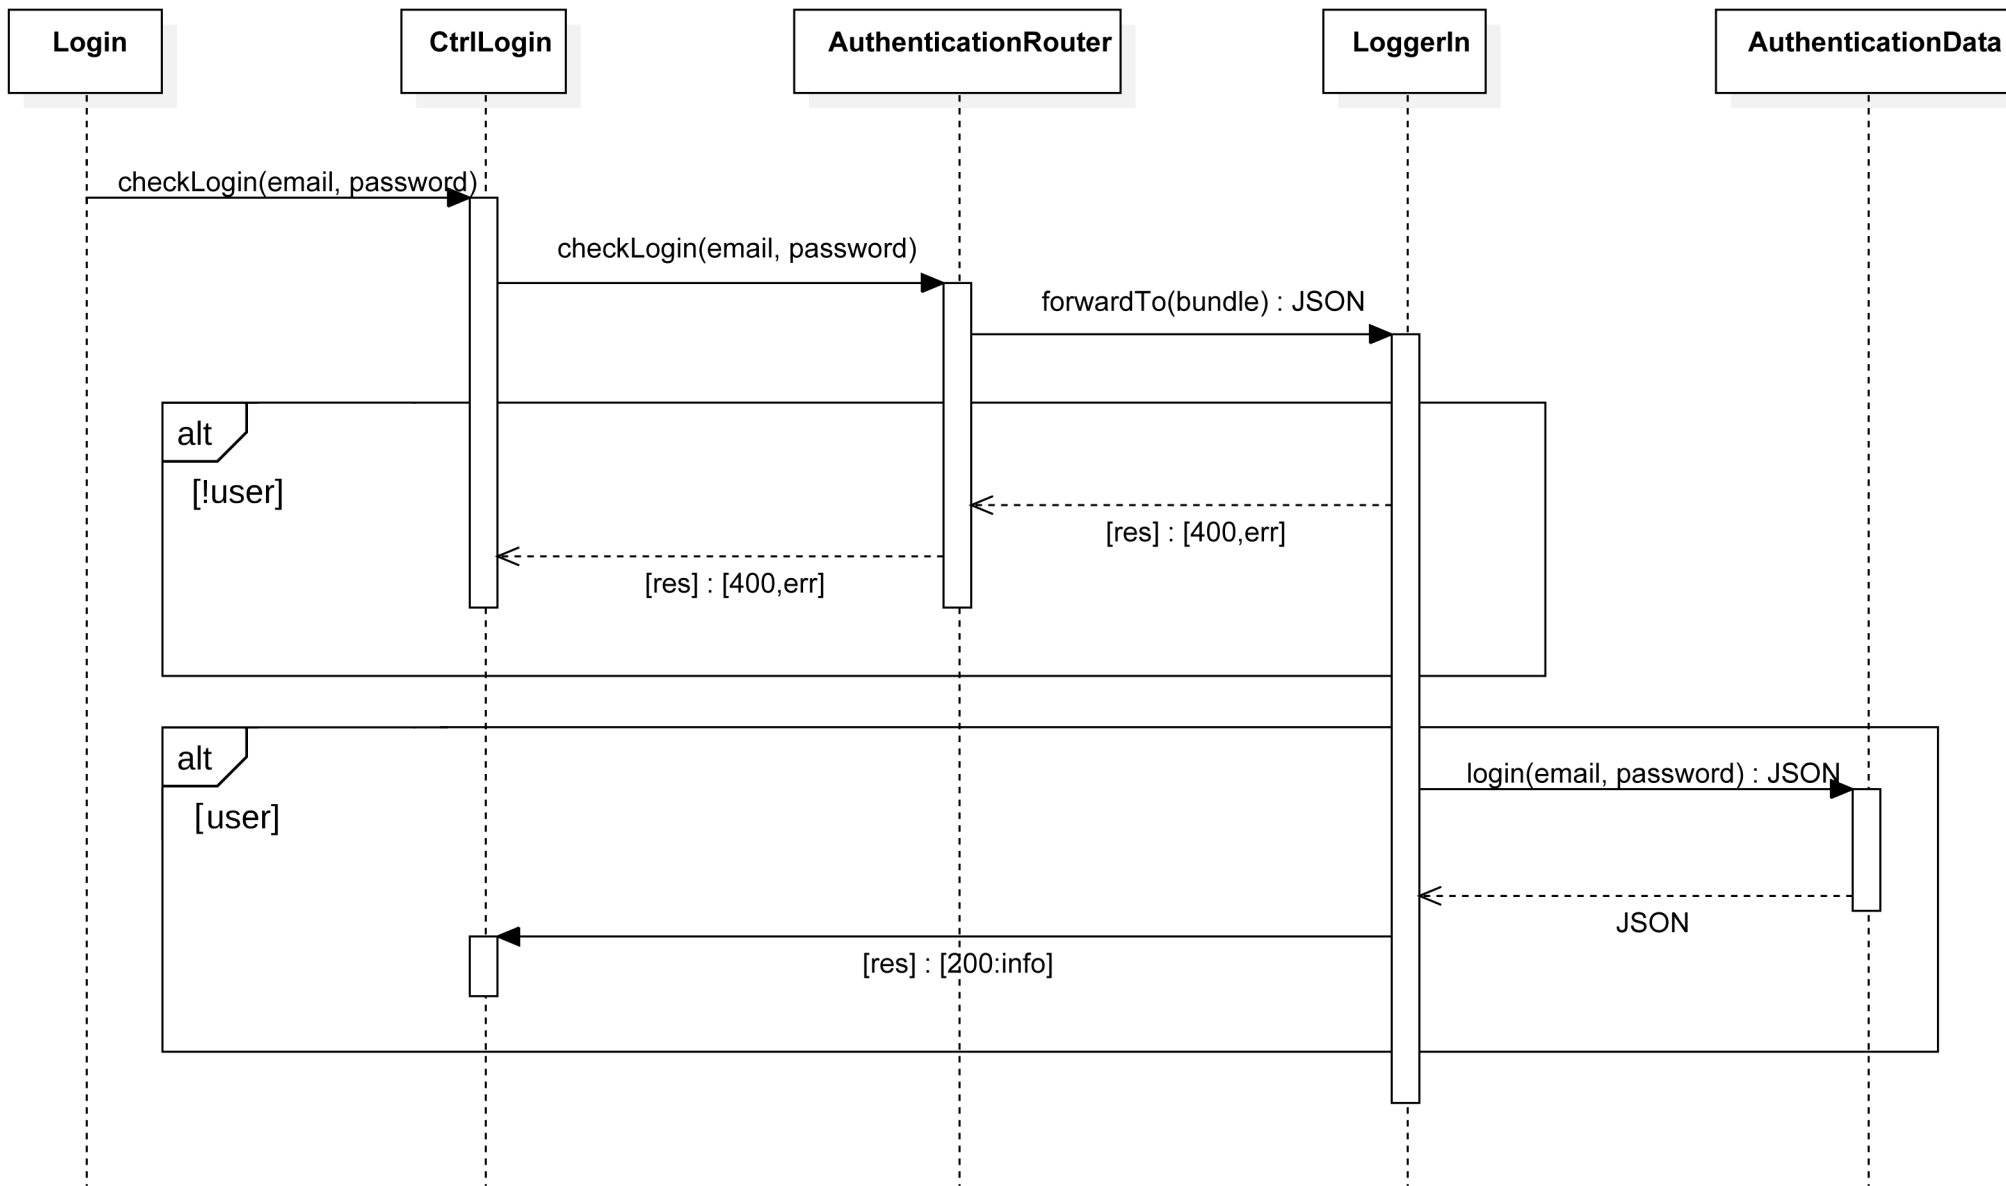 Login
CtrlLogin
AuthenticationRouter
LoggerIn
AuthenticationData
checkLogin(email, password)
checkLogin(email, password)
forwardTo(bundle) : JSON
alt
[!user]
[res] : [400,err]
[res] : [400,err]
alt
login(email, password) : JSON
[user]
JSON
[res] : [200:info]